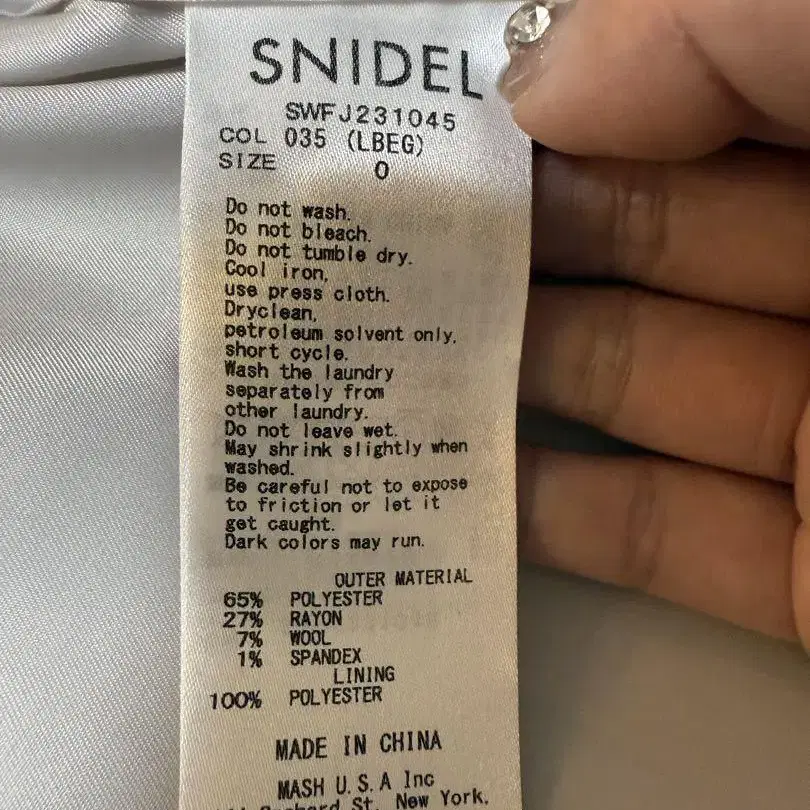 SNIDEL
SWFJ231045
COL 035 (LBEG)
SIZE 0
Do not wash.
Do not bleach.
Do not tumble dry.
Cool iron,
use press cloth.
Dryclean,
petroleum solvent only,
short cycle.
Wash the laundry
separately from
other laundry.
Do not leave wet.
May shrink slightly when
washed.
Be careful not to expose
to friction or let it
get caught.
Dark colors may run.
OUTER MATERIAL
65% POLYESTER
27% RAYON
7% WOOL
1% SPANDEX
LINING
100% POLYESTER
MADE IN CHINA
MASH U.S.A Inc
St, New York,